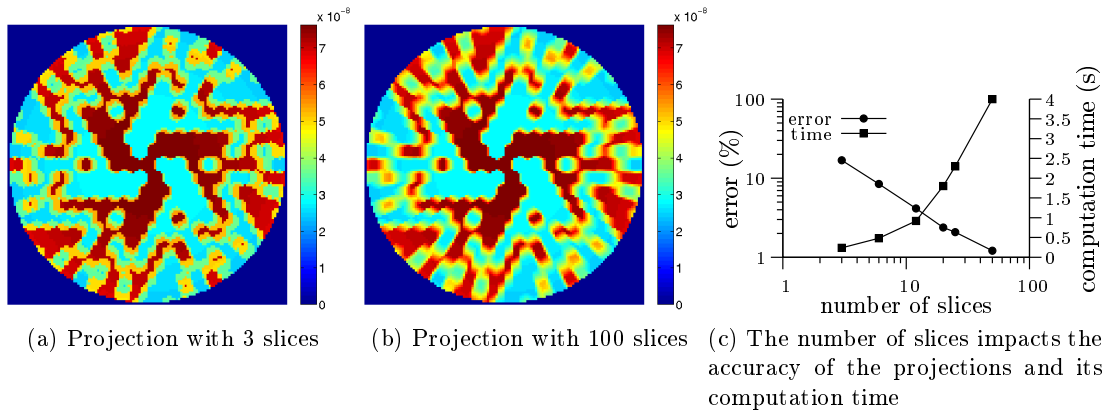 x 10⁻⁸
7
6
5
4
3
2
1
0
(a) Projection with 3 slices
x 10⁻⁸
7
6
5
4
3
2
1
0
(b) Projection with 100 slices
error
time
100
10
1
error (%)
1
10
100
number of slices
4
3.5
3
2.5
2
1.5
1
0.5
0
computation time (s)
(c) The number of slices impacts the
accuracy of the projections and its
computation time